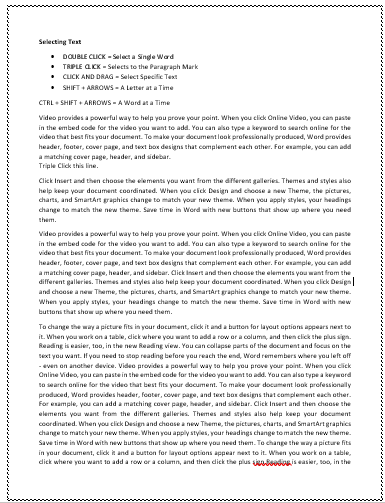 Selecting Text
• DOUBLE CLICK = Select a Single Word
• TRIPLE CLICK = Selects to the Paragraph Mark
• CLICK AND DRAG = Select Specific Text
• SHIFT + ARROWS = A Letter at a Time
CTRL + SHIFT + ARROWS = A Word at a Time
Video provides a powerful way to help you prove your point. When you click Online Video, you can paste
in the embed code for the video you want to add. You can also type a keyword to search online for the
video that best fits your document. To make your document look professionally produced, Word provides
header, footer, cover page, and text box designs that complement each other. For example, you can add
a matching cover page, header, and sidebar.
Triple Click this line.
Click Insert and then choose the elements you want from the different galleries. Themes and styles also
help keep your document coordinated. When you click Design and choose a new Theme, the pictures,
charts, and SmartArt graphics change to match your new theme. When you apply styles, your headings
change to match the new theme. Save time in Word with new buttons that show up where you need
them.
Video provides a powerful way to help you prove your point. When you click Online Video, you can paste
in the embed code for the video you want to add. You can also type a keyword to search online for the
video that best fits your document. To make your document look professionally produced, Word provides
header, footer, cover page, and text box designs that complement each other. For example, you can add
a matching cover page, header, and sidebar. Click Insert and then choose the elements you want from the
different galleries. Themes and styles also help keep your document coordinated. When you click Design
and choose a new Theme, the pictures, charts, and SmartArt graphics change to match your new theme.
When you apply styles, your headings change to match the new theme. Save time in Word with new
buttons that show up where you need them.
To change the way a picture fits in your document, click it and a button for layout options appears next to
it. When you work on a table, click where you want to add a row or a column, and then click the plus sign.
Reading is easier, too, in the new Reading view. You can collapse parts of the document and focus on the
text you want. If you need to stop reading before you reach the end, Word remembers where you left off
- even on another device. Video provides a powerful way to help you prove your point. When you click
Online Video, you can paste in the embed code for the video you want to add. You can also type a keyword
to search online for the video that best fits your document. To make your document look professionally
produced, Word provides header, footer, cover page, and text box designs that complement each other.
For example, you can add a matching cover page, header, and sidebar. Click Insert and then choose the
elements you want from the different galleries. Themes and styles also help keep your document
coordinated. When you click Design and choose a new Theme, the pictures, charts, and SmartArt graphics
change to match your new theme. When you apply styles, your headings change to match the new theme.
Save time in Word with new buttons that show up where you need them. To change the way a picture fits
in your document, click it and a button for layout options appears next to it. When you work on a table,
click where you want to add a row or a column, and then click the plus sign.Reading is easier, too, in the